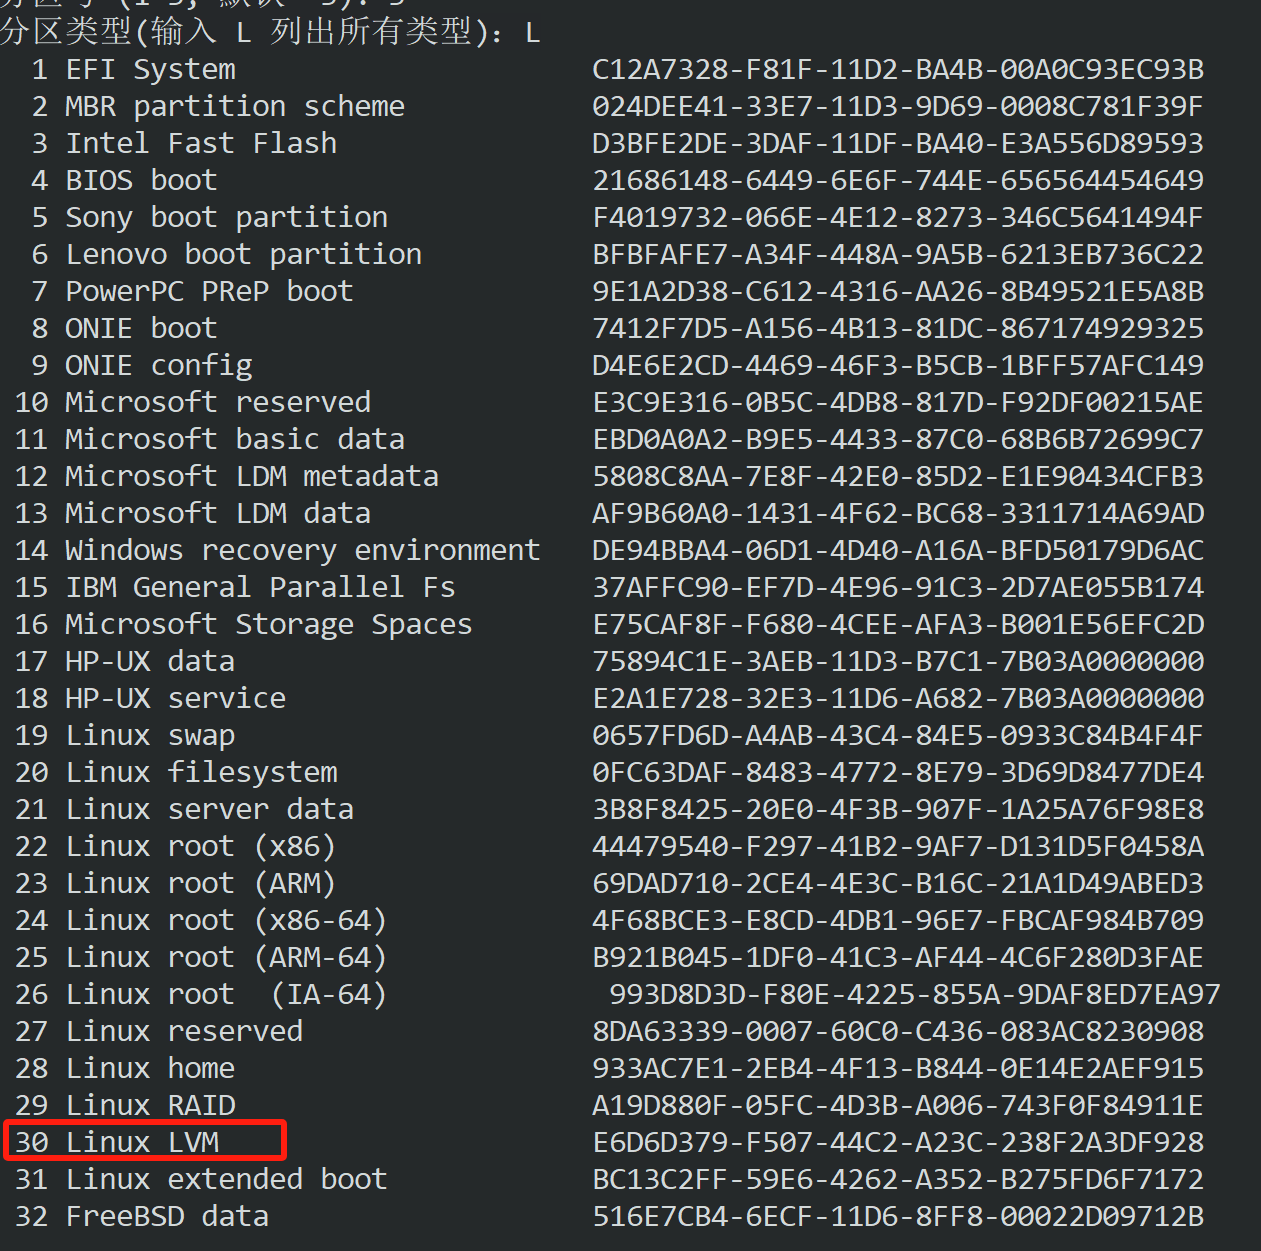 分区类型(输入 L 列出所有类型)：L
1 EFI System C12A7328-F81F-11D2-BA4B-00A0C93EC93B
2 MBR partition scheme 024DEE41-33E7-11D3-9D69-0008C781F39F
3 Intel Fast Flash D3BFE2DE-3DAF-11DF-BA40-E3A556D89593
4 BIOS boot 21686148-6449-6E6F-744E-656564454649
5 Sony boot partition F4019732-066E-4E12-8273-346C5641494F
6 Lenovo boot partition BFBFAFE7-A34F-448A-9A5B-6213EB736C22
7 PowerPC PReP boot 9E1A2D38-C612-4316-AA26-8B49521E5A8B
8 ONIE boot 7412F7D5-A156-4B13-81DC-867174929325
9 ONIE config D4E6E2CD-4469-46F3-B5CB-1BFF57AFC149
10 Microsoft reserved E3C9E316-0B5C-4DB8-817D-F92DF00215AE
11 Microsoft basic data EBD0A0A2-B9E5-4433-87C0-68B6B72699C7
12 Microsoft LDM metadata 5808C8AA-7E8F-42E0-85D2-E1E90434CFB3
13 Microsoft LDM data AF9B60A0-1431-4F62-BC68-3311714A69AD
14 Windows recovery environment DE94BBA4-06D1-4D40-A16A-BFD50179D6AC
15 IBM General Parallel Fs 37AFFC90-EF7D-4E96-91C3-2D7AE055B174
16 Microsoft Storage Spaces E75CAF8F-F680-4CEE-AFA3-B001E56EFC2D
17 HP-UX data 75894C1E-3AEB-11D3-B7C1-7B03A0000000
18 HP-UX service E2A1E728-32E3-11D6-A682-7B03A0000000
19 Linux swap 0657FD6D-A4AB-43C4-84E5-0933C84B4F4F
20 Linux filesystem 0FC63DAF-8483-4772-8E79-3D69D8477DE4
21 Linux server data 3B8F8425-20E0-4F3B-907F-1A25A76F98E8
22 Linux root (x86) 44479540-F297-41B2-9AF7-D131D5F0458A
23 Linux root (ARM) 69DAD710-2CE4-4E3C-B16C-21A1D49ABED3
24 Linux root (x86-64) 4F68BCE3-E8CD-4DB1-96E7-FBCAF984B709
25 Linux root (ARM-64) B921B045-1DF0-41C3-AF44-4C6F280D3FAE
26 Linux root  (IA-64) 993D8D3D-F80E-4225-855A-9DAF8ED7EA97
27 Linux reserved 8DA63339-0007-60C0-C436-083AC8230908
28 Linux home 933AC7E1-2EB4-4F13-B844-0E14E2AEF915
29 Linux RAID A19D880F-05FC-4D3B-A006-743F0F84911E
30 Linux LVM E6D6D379-F507-44C2-A23C-238F2A3DF928
31 Linux extended boot BC13C2FF-59E6-4262-A352-B275FD6F7172
32 FreeBSD data 516E7CB4-6ECF-11D6-8FF8-00022D09712B